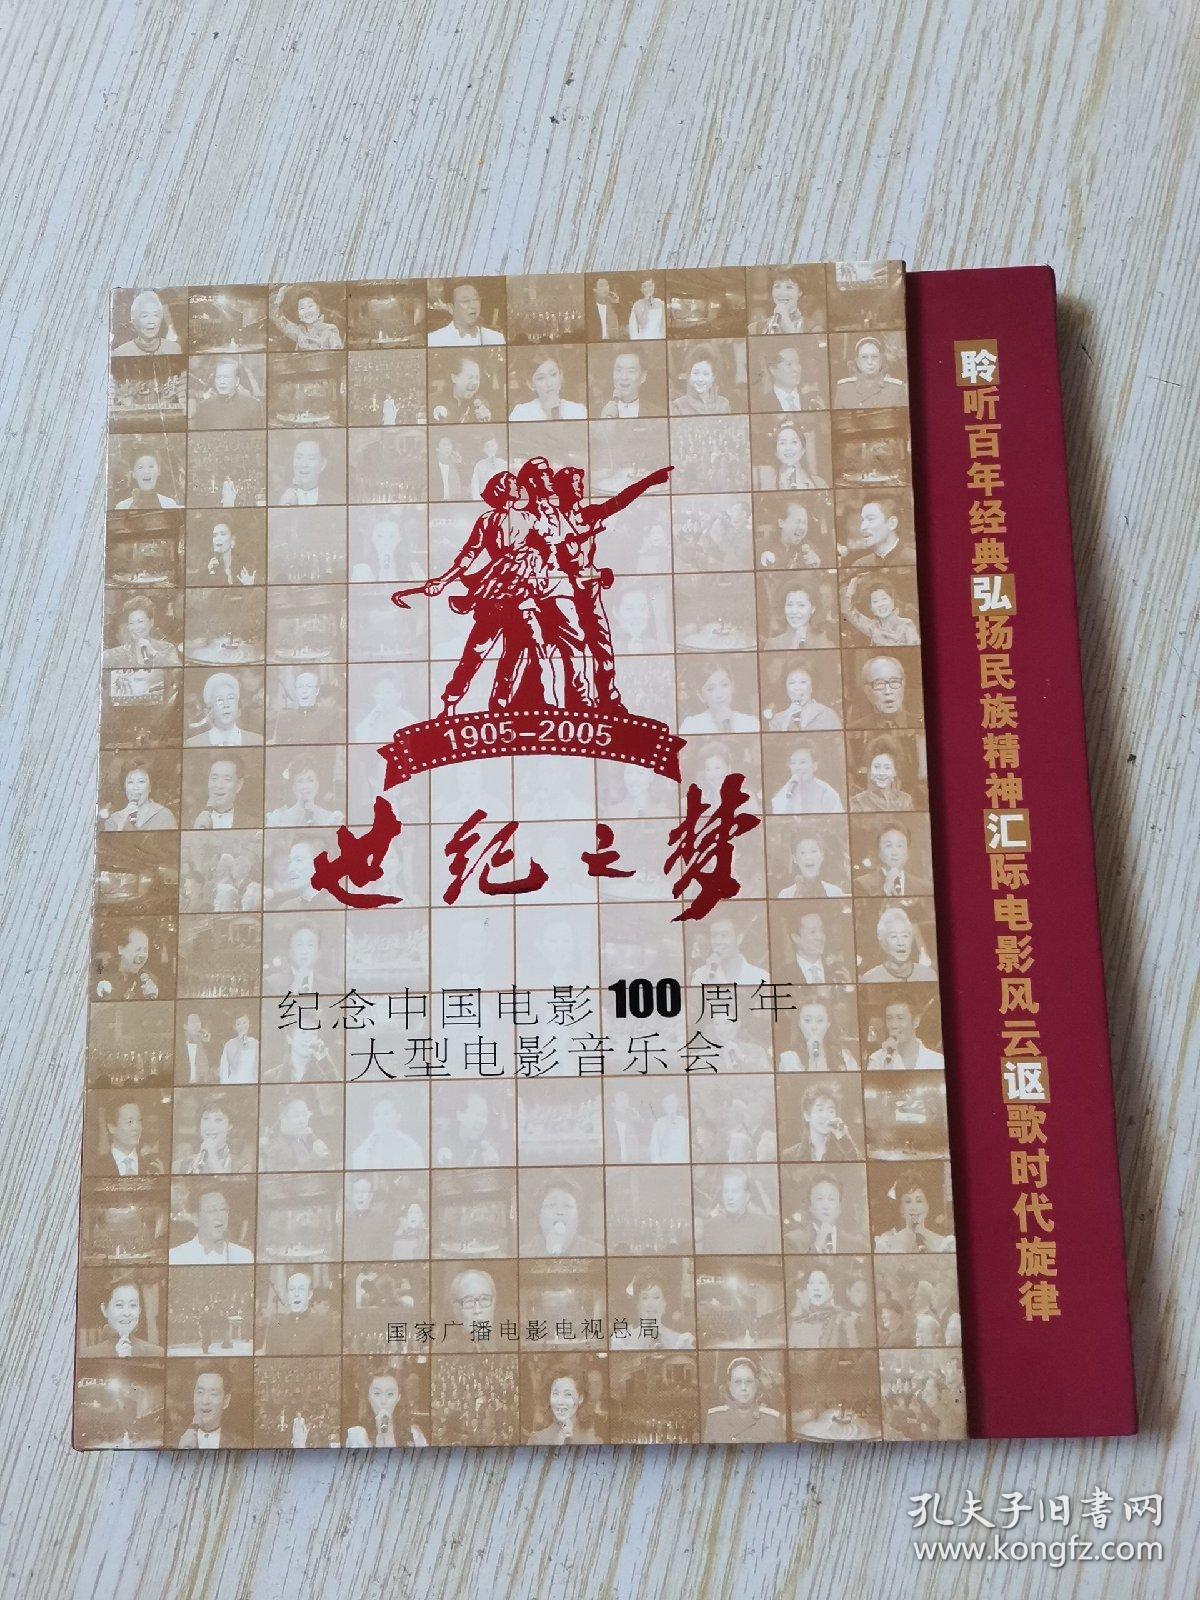 1905-2005
世纪之梦
纪念中国电影100周年
大型电影音乐会
国家广播电影电视总局
聆听百年经典弘扬民族精神汇际电影风云讴歌时代旋律
孔夫子旧书网
www.kongfz.com